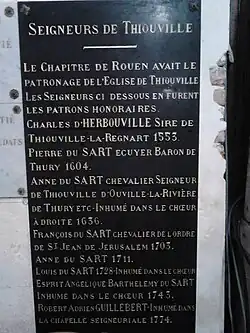 SEIGNEURS DE THIOUVILLE
LE CHAPITRE DE ROUEN AVAIT LE
PATRONAGE DE L'EGLISE DE THIOUVILLE
LES SEIGNEURS CI DESSOUS EN FURENT
LES PATRONS HONORAIRES.
CHARLES D'HERBOUVILLE SIRE DE
THIOUVILLE-LA-REGNART 1533.
PIERRE DU SART ECUYER BARON DE
THURY 1604.
ANNE DU SART CHEVALIER SEIGNEUR
DE THIOUVILLE D'OUVILLE-LA-RIVIÈRE
DE THURY ETC-INHUMÉ DANS LE CHŒUR
À DROITE 1636.
FRANÇOIS DU SART CHEVALIER DE L'ORDRE
DE ST JEAN DE JERUSALEM 1703.
ANNE DU SART 1711.
LOUIS DU SART 1728-INHUMÉ DANS LE CHŒUR
ESPRIT ANGÉLIQUE BARTHÉLEMY DU SART
INHUMÉ DANS LE CHŒUR 1743.
ROBERT ADRIEN GUILLEBERT-INHUMÉ DANS
LA CHAPELLE SEIGNEURIALE 1774.